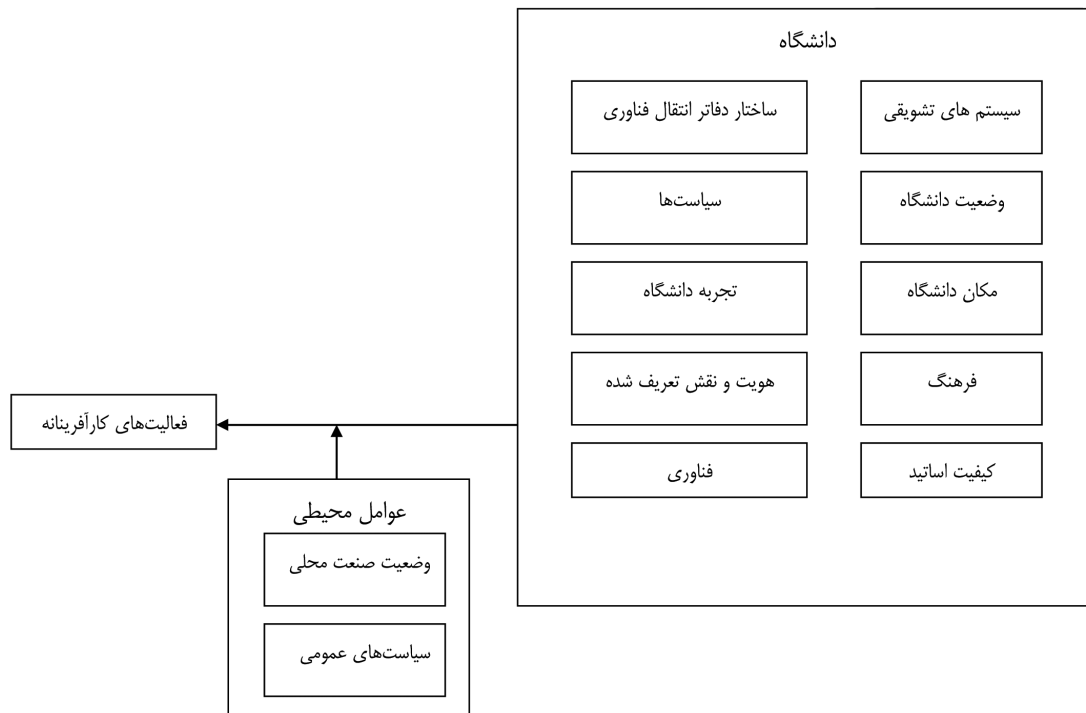 دانشگاه
سیستم های تشویقی
ساختار دفاتر انتقال فناوری
وضعیت دانشگاه
سیاست‌ها
مکان دانشگاه
تجربه دانشگاه
فرهنگ
هویت و نقش تعریف شده
کیفیت اساتید
فناوری
فعالیت‌های کارآفرینانه
عوامل محیطی
وضعیت صنعت محلی
سیاست‌های عمومی